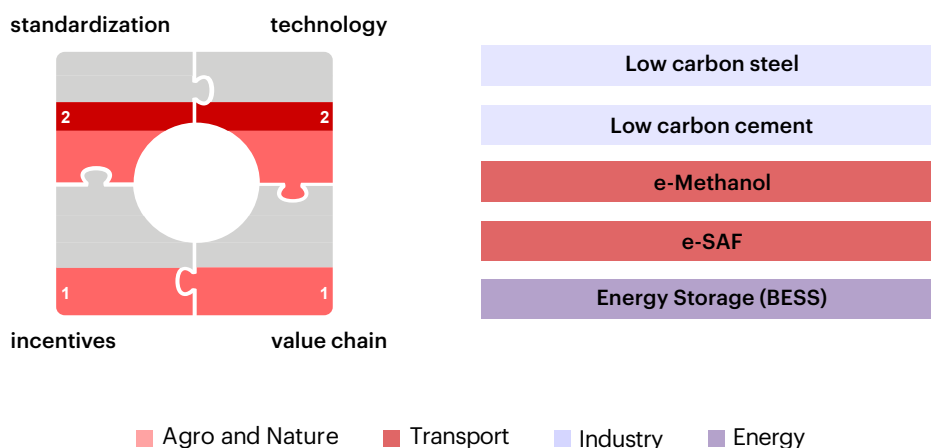 standardization technology
2 2
1 1
incentives value chain
Low carbon steel
Low carbon cement
e-Methanol
e-SAF
Energy Storage (BESS)
Agro and Nature Transport Industry Energy